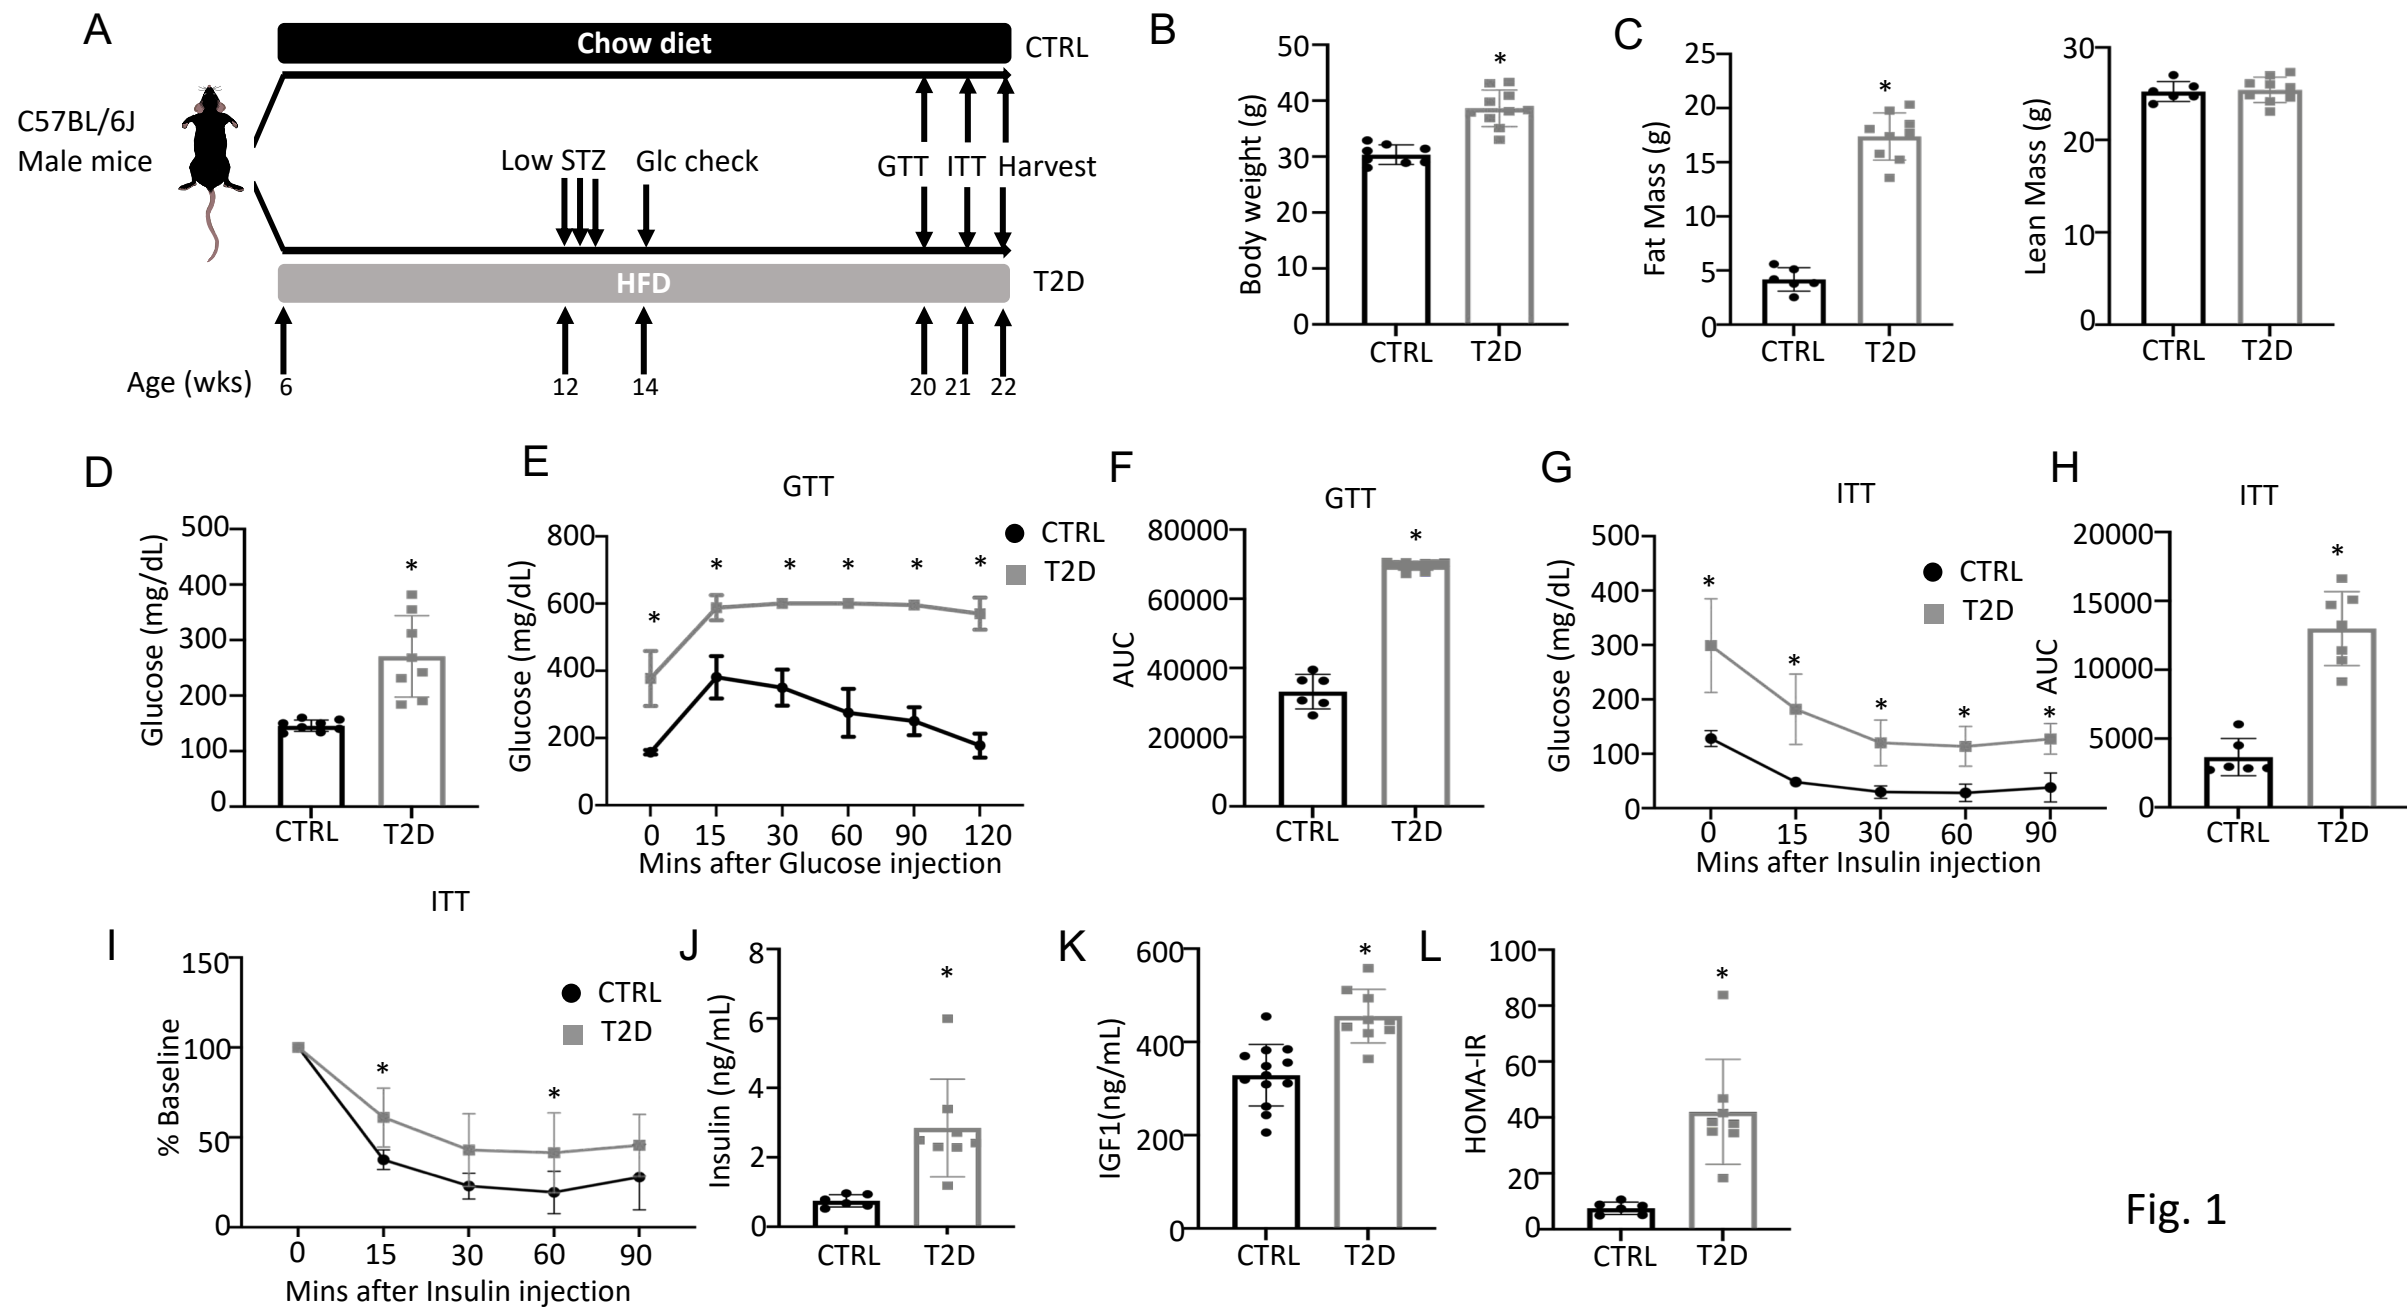 A
Chow diet
CTRL
C57BL/6J
Male mice
Low STZ
Glc check
GTT
ITT
Harvest
HFD
T2D
Age (wks)
6
12
14
20
21
22
B
Body weight (g)
50
40
30
20
10
0
*
CTRL
T2D
C
Fat Mass (g)
25
20
15
10
5
0
*
CTRL
T2D
Lean Mass (g)
30
20
10
0
CTRL
T2D
D
Glucose (mg/dL)
500
400
300
200
100
0
*
CTRL
T2D
E
GTT
Glucose (mg/dL)
800
600
400
200
0
* * * * * *
CTRL
T2D
0 15 30 60 90 120
Mins after Glucose injection
F
GTT
AUC
80000
60000
40000
20000
0
*
CTRL
T2D
G
ITT
Glucose (mg/dL)
500
400
300
200
100
0
* * * * *
CTRL
T2D
0 15 30 60 90
Mins after Insulin injection
H
ITT
AUC
20000
15000
10000
5000
0
*
CTRL
T2D
I
ITT
% Baseline
150
100
50
0
* *
CTRL
T2D
0 15 30 60 90
Mins after Insulin injection
J
Insulin (ng/mL)
8
6
4
2
0
*
CTRL
T2D
K
IGF1(ng/mL)
600
400
200
0
*
CTRL
T2D
L
HOMA-IR
100
80
60
40
20
0
*
CTRL
T2D
Fig. 1